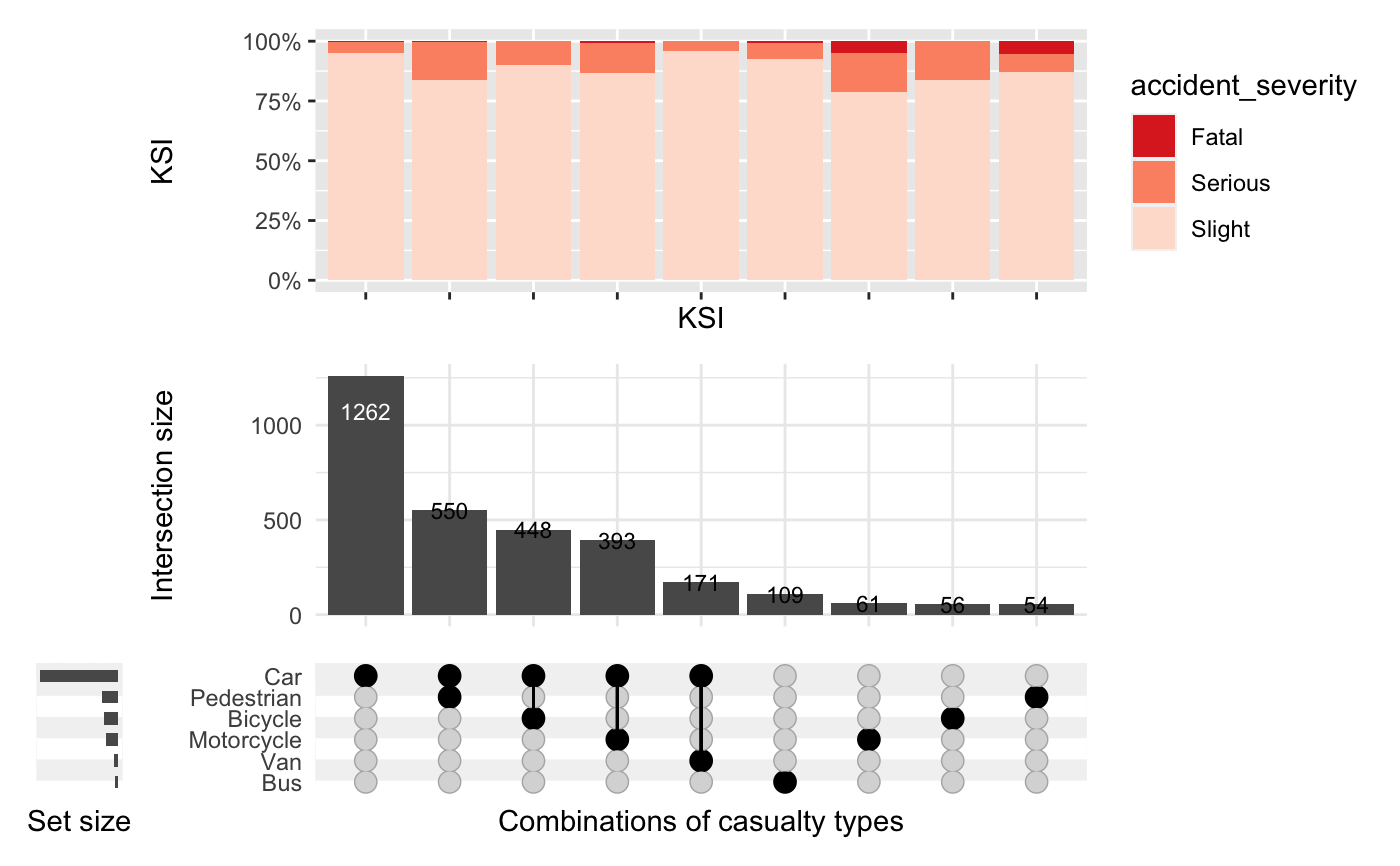 100%
75%
50%
25%
0%
KSI
KSI
accident_severity
Fatal
Serious
Slight
Intersection size
1000
500
0
1262
550
448
393
171
109
61
56
54
Car
Pedestrian
Bicycle
Motorcycle
Van
Bus
Set size
Combinations of casualty types